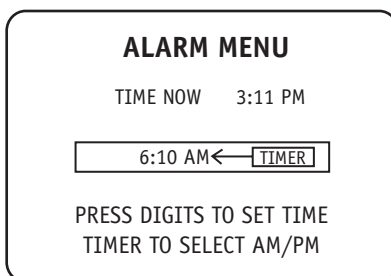 ALARM MENU
TIME NOW 3:11 PM
6:10 AM TIMER
PRESS DIGITS TO SET TIME
TIMER TO SELECT AM/PM